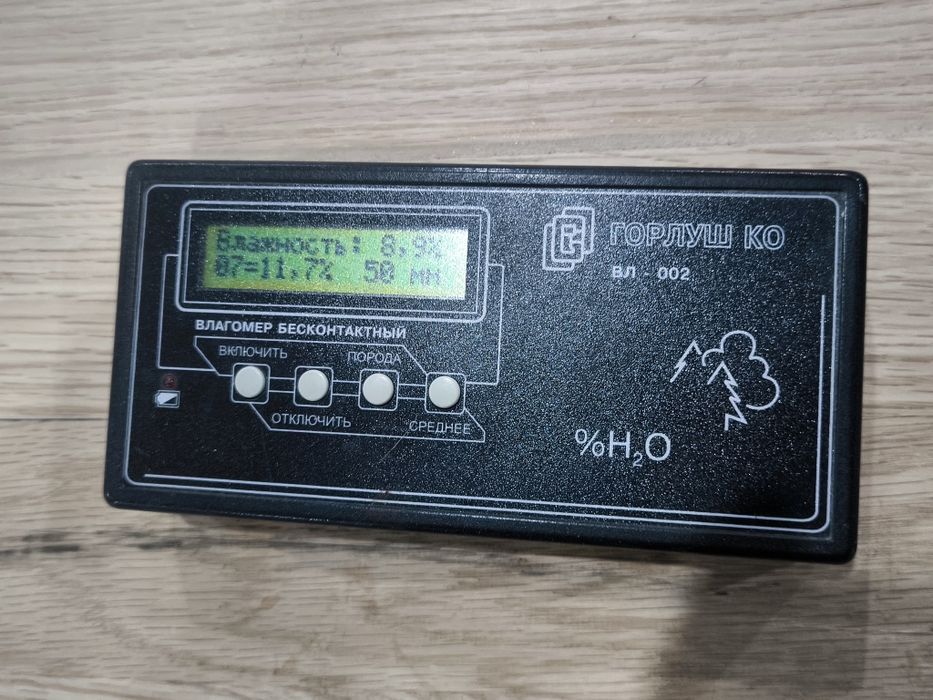 Влажность: 8,9%
07=11,7% 50 мм
ГОРЛУШ КО
ВЛ - 002
ВЛАГОМЕР БЕСКОНТАКТНЫЙ
ВКЛЮЧИТЬ
ПОРОДА
ОТКЛЮЧИТЬ
СРЕДНЕЕ
%H₂O